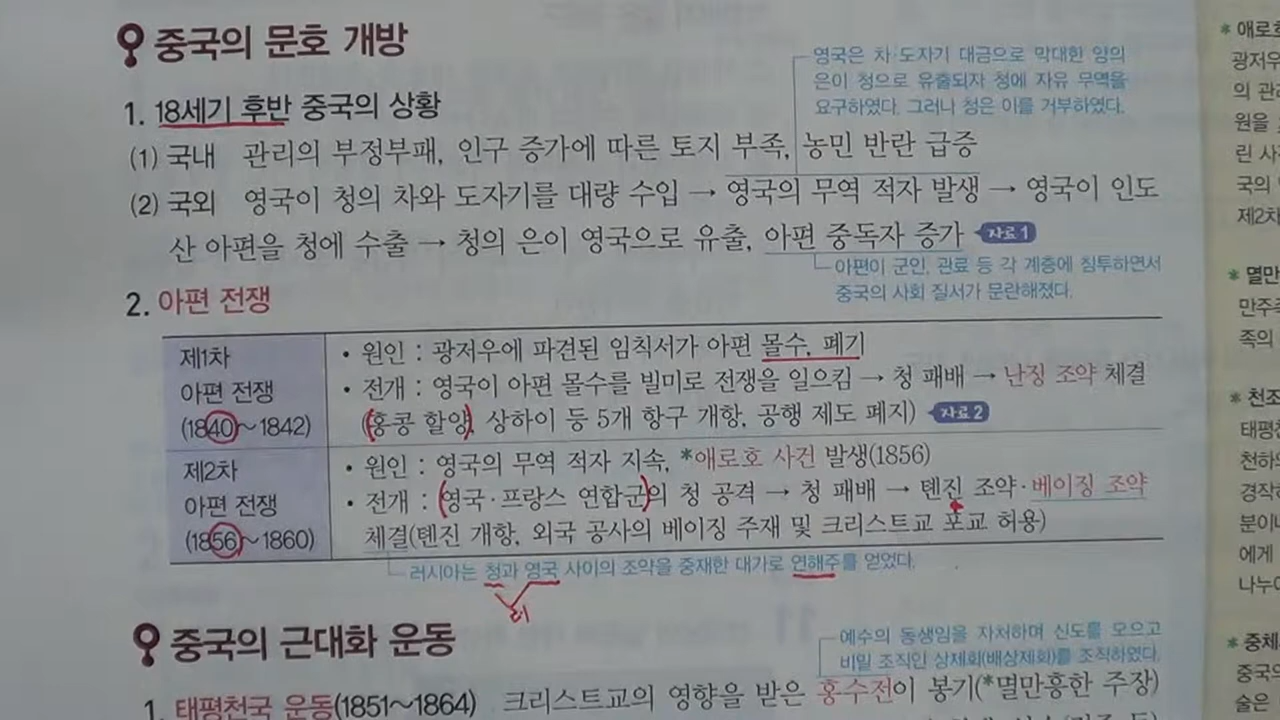 중국의 문호 개방
영국은 차·도자기 대금으로 막대한 양의
은이 청으로 유출되자 청에 자유 무역을
요구하였다. 그러나 청은 이를 거부하였다.
1. 18세기 후반 중국의 상황
(1) 국내 관리의 부정부패, 인구 증가에 따른 토지 부족, 농민 반란 급증
(2) 국외 영국이 청의 차와 도자기를 대량 수입 → 영국의 무역 적자 발생 → 영국이 인도
산 아편을 청에 수출 → 청의 은이 영국으로 유출, 아편 중독자 증가 자료 1
아편이 군인, 관료 등 각 계층에 침투하면서
중국의 사회 질서가 문란해졌다.
2. 아편 전쟁
제1차
아편 전쟁
(1840~1842)
• 원인 : 광저우에 파견된 임칙서가 아편 몰수, 폐기
• 전개 : 영국이 아편 몰수를 빌미로 전쟁을 일으킴 → 청 패배 → 난징 조약 체결
(홍콩 할양, 상하이 등 5개 항구 개항, 공행 제도 폐지) 자료 2
제2차
아편 전쟁
(1856~1860)
• 원인 : 영국의 무역 적자 지속, *애로호 사건 발생(1856)
• 전개 : (영국·프랑스 연합군)의 청 공격 → 청 패배 → 톈진 조약·베이징 조약
체결(톈진 개항, 외국 공사의 베이징 주재 및 크리스트교 포교 허용)
러시아는 청과 영국 사이의 조약을 중재한 대가로 연해주를 얻었다.
중국의 근대화 운동
예수의 동생임을 자처하며 신도를 모으고
비밀 조직인 상제회(배상제회)를 조직하였다.
1. 태평천국 운동(1851~1864) 크리스트교의 영향을 받은 홍수전이 봉기(*멸만흥한 주장)
* 애로호
광저우
의 관리
원을
린 사
국의
제2차
* 멸만
만주족
족의
* 천조
태평천
천하의
경작하
분이나
에게
나누어
* 중체
중국의
술은